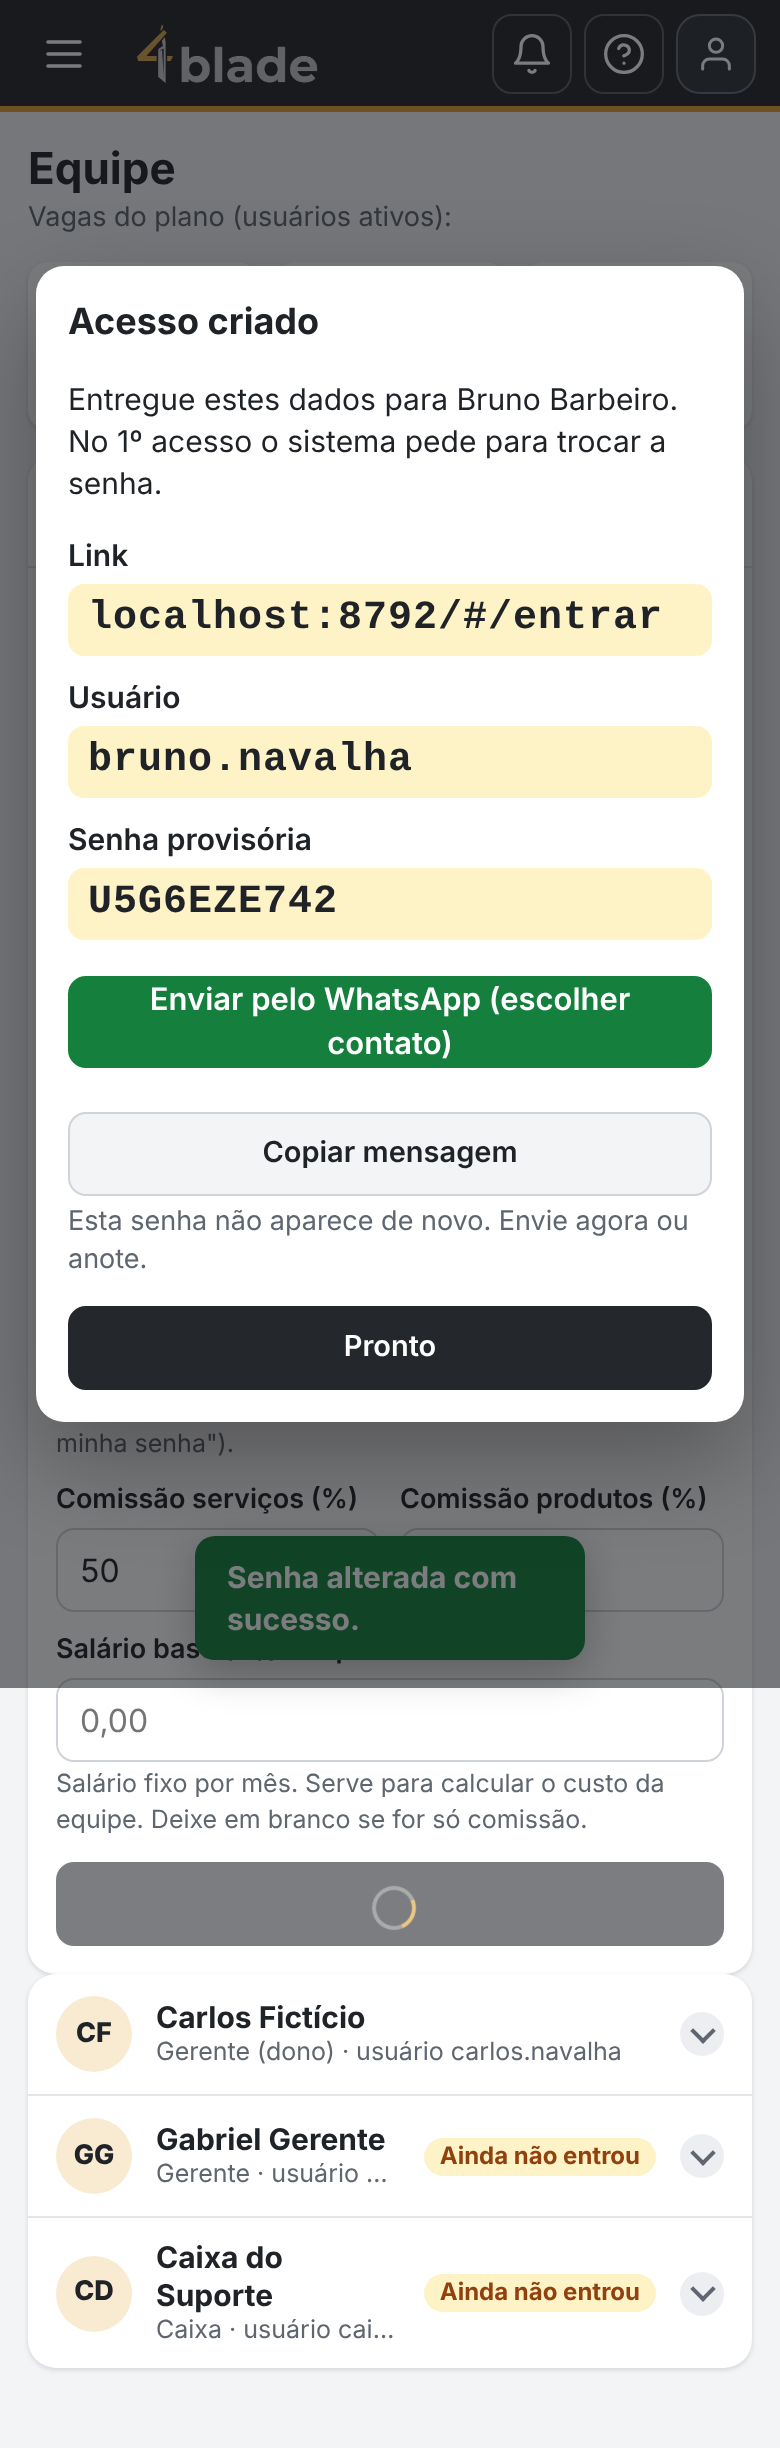 4blade
Equipe
Vagas do plano (usuários ativos):
Acesso criado
Entregue estes dados para Bruno Barbeiro.
No 1º acesso o sistema pede para trocar a
senha.
Link
localhost:8792/#/entrar
Usuário
bruno.navalha
Senha provisória
U5G6EZE742
Enviar pelo WhatsApp (escolher
contato)
Copiar mensagem
Esta senha não aparece de novo. Envie agora ou
anote.
Pronto
minha senha").
Comissão serviços (%) Comissão produtos (%)
50
Senha alterada com
sucesso.
Salário
0,00
Salário fixo por mês. Serve para calcular o custo da
equipe. Deixe em branco se for só comissão.
CF
Carlos Fictício
Gerente (dono) · usuário carlos.navalha
GG
Gabriel Gerente
Gerente · usuário ...
Ainda não entrou
CD
Caixa do
Suporte
Caixa · usuário cai...
Ainda não entrou